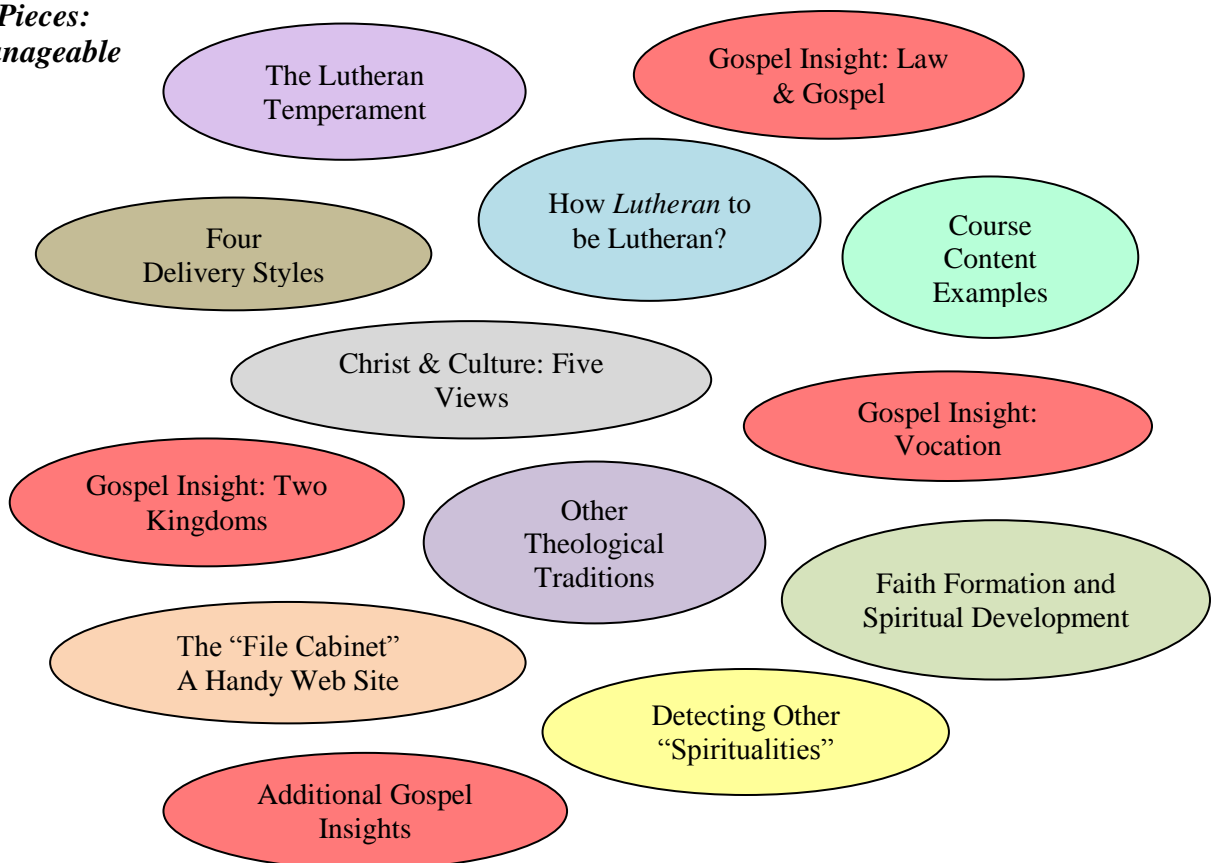 Pieces:
The Lutheran
Temperament
Gospel Insight: Law
& Gospel
How Lutheran to
be Lutheran?
Four
Delivery Styles
Course
Content
Examples
Christ & Culture: Five
Views
Gospel Insight:
Vocation
Gospel Insight: Two
Kingdoms
Other
Theological
Traditions
Faith Formation and
Spiritual Development
The “File Cabinet”
A Handy Web Site
Detecting Other
“Spiritualities”
Additional Gospel
Insights